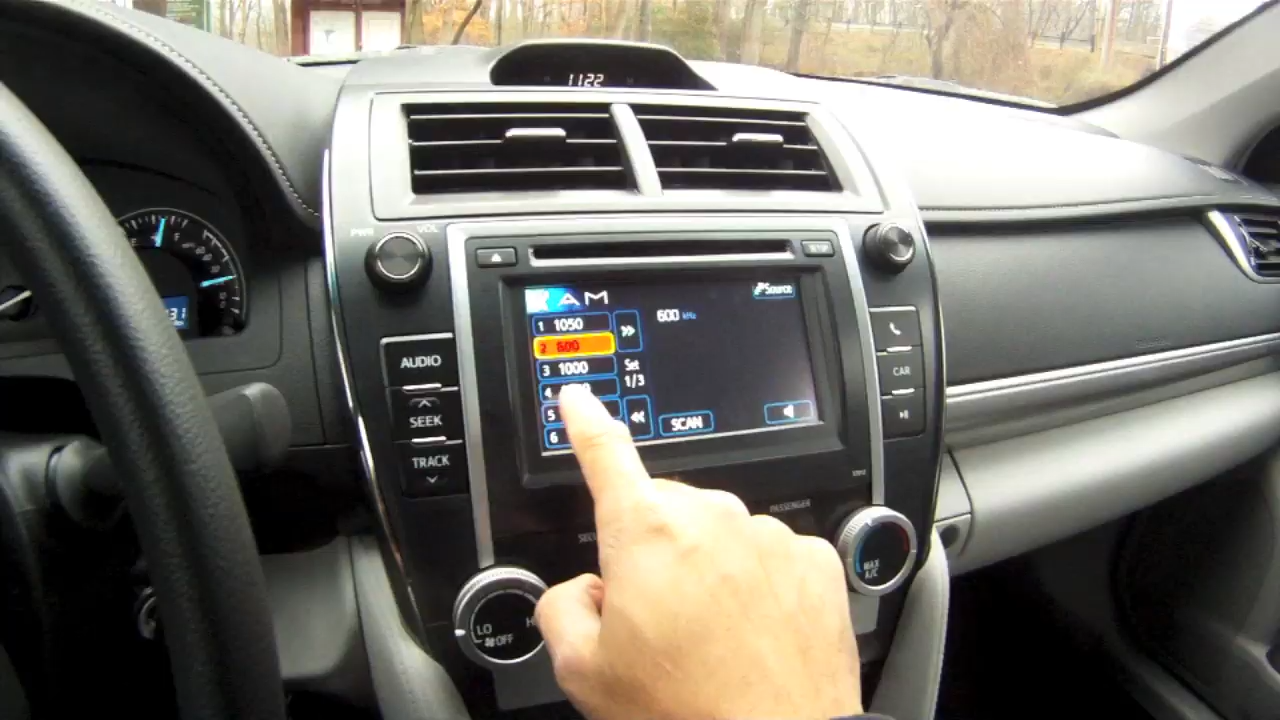 1122
PWR VOL
AM
Source
1 1050
600 kHz
2 600
3 1000
Set
1/3
4
5
6
SCAN
AUDIO
SEEK
TRACK
CAR
PASSENGER
MAX
A/C
LO
OFF
F
31